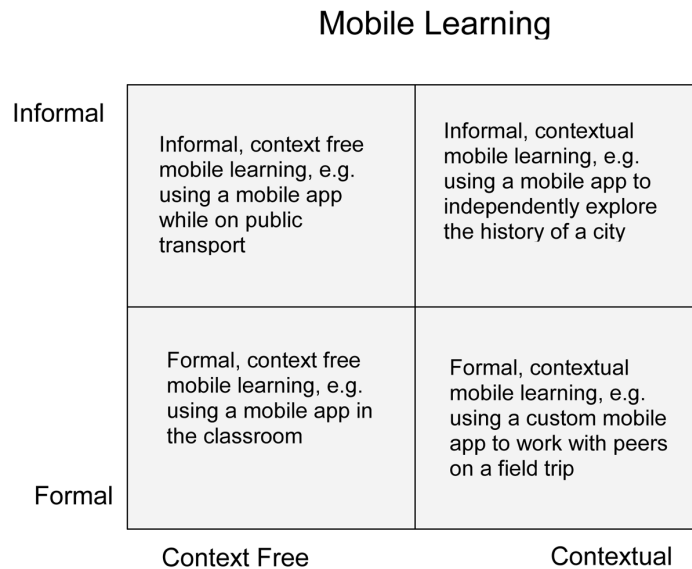 Mobile Learning
Informal
Informal, context free
mobile learning, e.g.
using a mobile app
while on public
transport
Informal, contextual
mobile learning, e.g.
using a mobile app to
independently explore
the history of a city
Formal, context free
mobile learning, e.g.
using a mobile app in
the classroom
Formal, contextual
mobile learning, e.g.
using a custom mobile
app to work with peers
on a field trip
Formal
Context Free
Contextual